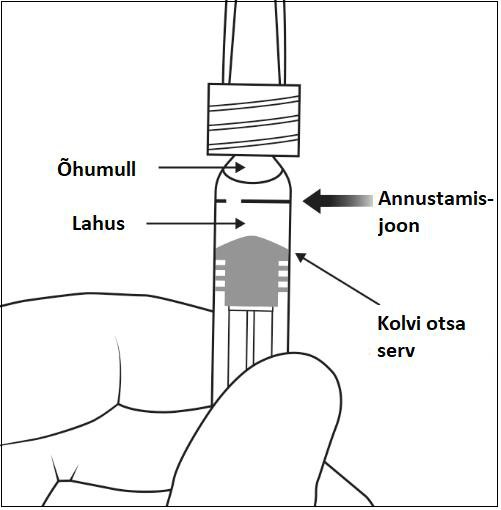 Õhumull
Annustamis-
joon
Lahus
Kolvi otsa
serv